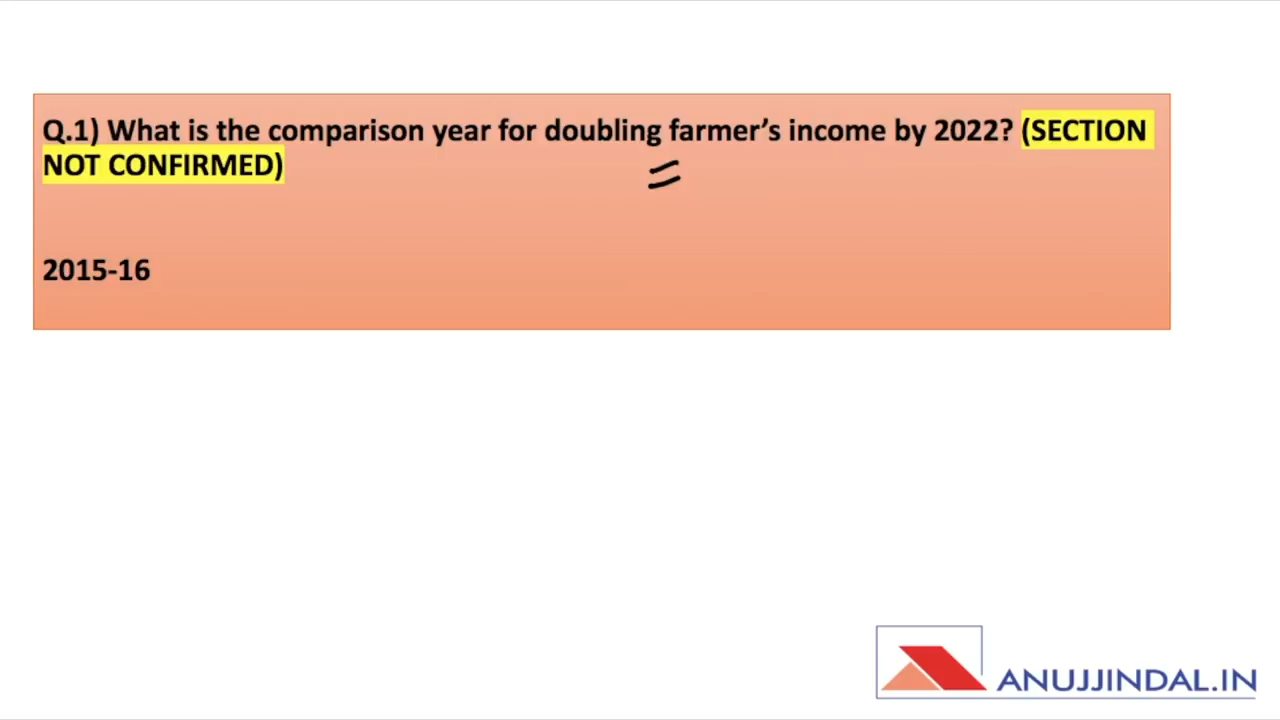 Q.1) What is the comparison year for doubling farmer’s income by 2022? (SECTION
NOT CONFIRMED)
2015-16
ANUJJINDAL.IN